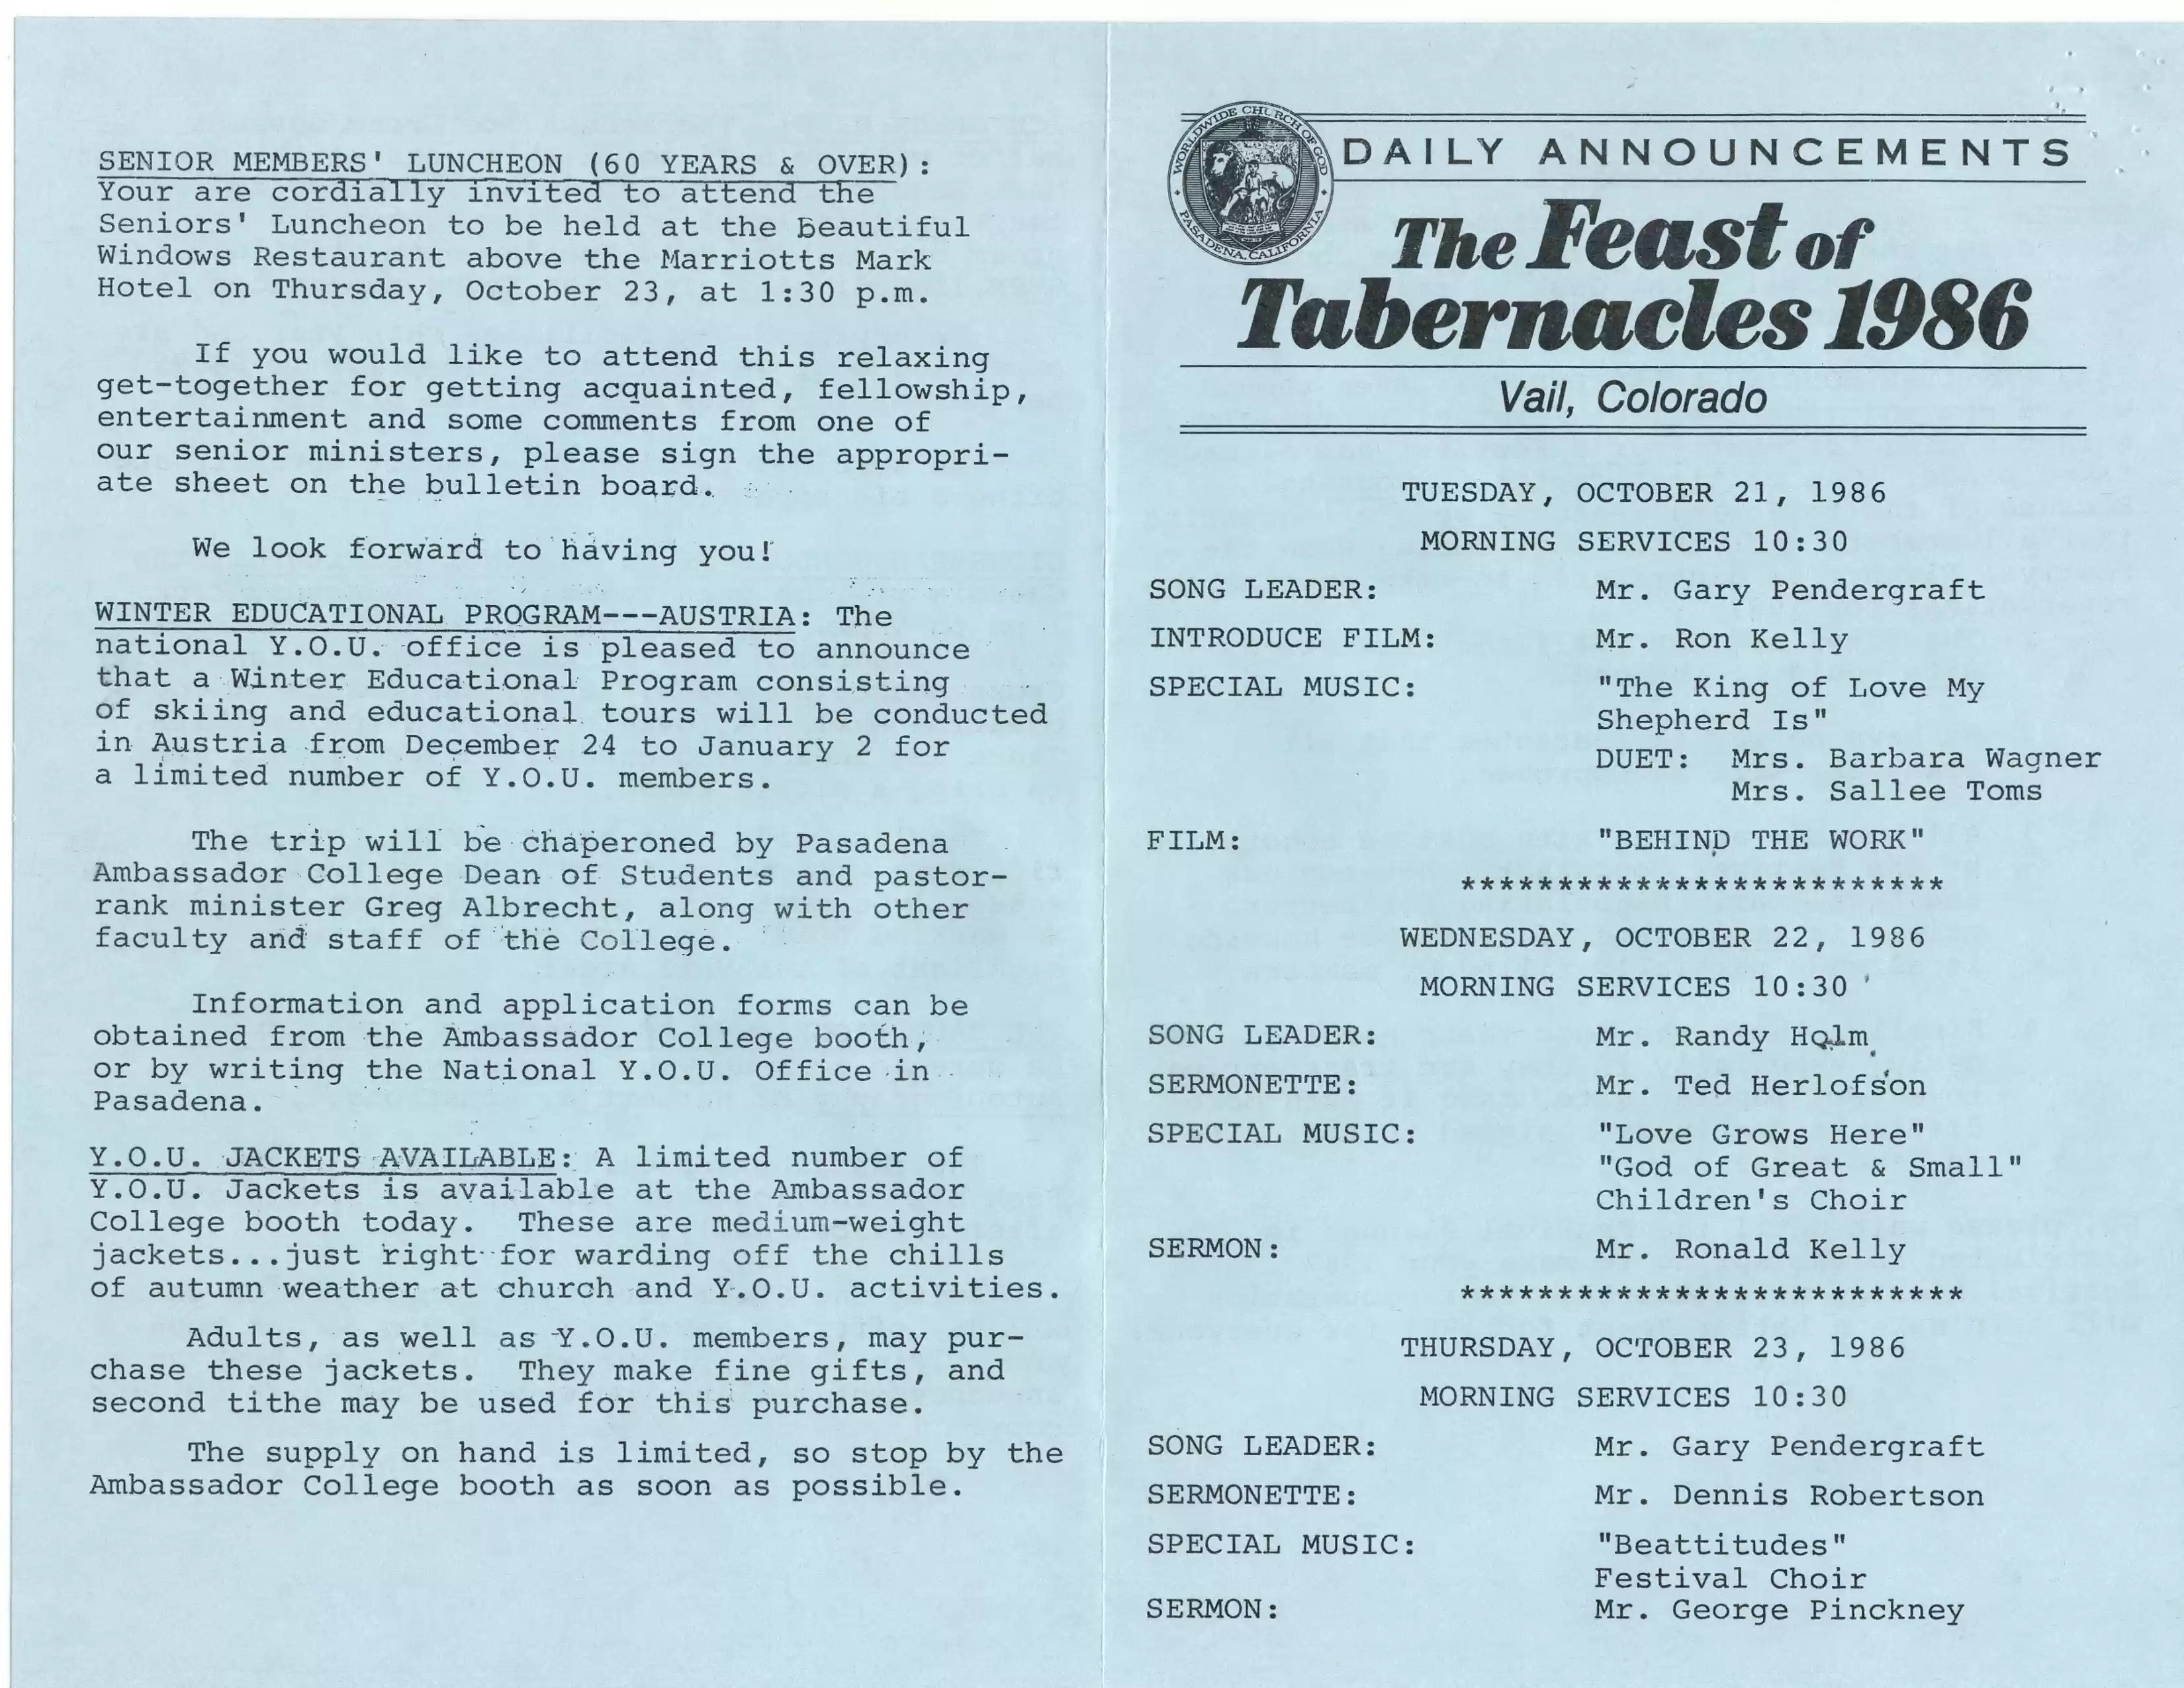 SENIOR MEMBERS' LUNCHEON (60 YEARS & OVER):
Your are cordially invited to attend the
Seniors' Luncheon to be held at the Beautiful
Windows Restaurant above the Marriotts Mark
Hotel on Thursday, October 23, at 1:30 p.m.
If you would like to attend this relaxing
get-together for getting acquainted, fellowship,
entertainment and some comments from one of
our senior ministers, please sign the appropri-
ate sheet on the bulletin board.
We look forward to having you!
WINTER EDUCATIONAL PROGRAM---AUSTRIA: The
national Y.O.U. office is pleased to announce
that a Winter Educational Program consisting
of skiing and educational tours will be conducted
in Austria from December 24 to January 2 for
a limited number of Y.O.U. members.
The trip will be chaperoned by Pasadena
Ambassador College Dean of Students and pastor-
rank minister Greg Albrecht, along with other
faculty and staff of the College.
Information and application forms can be
obtained from the Ambassador College booth,
or by writing the National Y.O.U. Office in
Pasadena.
Y.O.U. JACKETS AVAILABLE: A limited number of
Y.O.U. Jackets is available at the Ambassador
College booth today. These are medium-weight
jackets...just right for warding off the chills
of autumn weather at church and Y.O.U. activities.
Adults, as well as Y.O.U. members, may pur-
chase these jackets. They make fine gifts, and
second tithe may be used for this purchase.
The supply on hand is limited, so stop by the
Ambassador College booth as soon as possible.
WORLDWIDE CHURCH OF GOD
PASADENA, CALIFORNIA
DAILY ANNOUNCEMENTS
The Feast of
Tabernacles 1986
Vail, Colorado
TUESDAY, OCTOBER 21, 1986
MORNING SERVICES 10:30
SONG LEADER: Mr. Gary Pendergraft
INTRODUCE FILM: Mr. Ron Kelly
SPECIAL MUSIC: "The King of Love My
Shepherd Is"
DUET: Mrs. Barbara Wagner
Mrs. Sallee Toms
FILM: "BEHIND THE WORK"
*************************
WEDNESDAY, OCTOBER 22, 1986
MORNING SERVICES 10:30
SONG LEADER: Mr. Randy Holm
SERMONETTE: Mr. Ted Herlofson
SPECIAL MUSIC: "Love Grows Here"
"God of Great & Small"
Children's Choir
SERMON: Mr. Ronald Kelly
**************************
THURSDAY, OCTOBER 23, 1986
MORNING SERVICES 10:30
SONG LEADER: Mr. Gary Pendergraft
SERMONETTE: Mr. Dennis Robertson
SPECIAL MUSIC: "Beattitudes"
Festival Choir
SERMON: Mr. George Pinckney